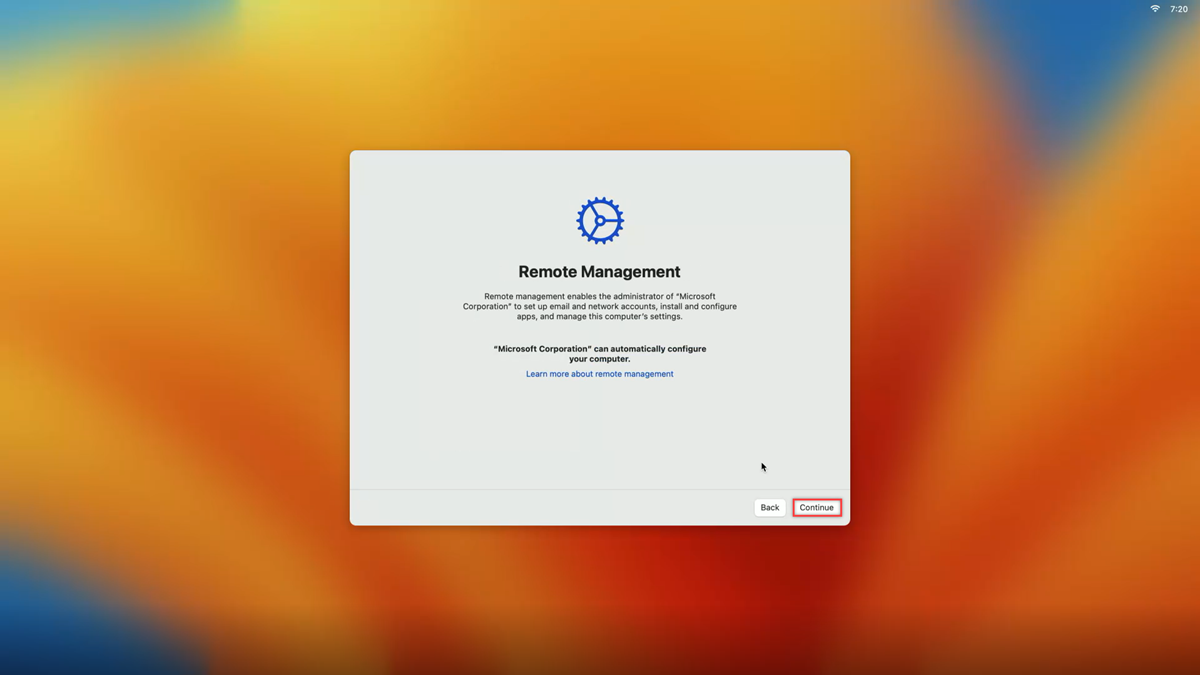 7:20
Remote Management
Remote management enables the administrator of “Microsoft
Corporation” to set up email and network accounts, install and configure
apps, and manage this computer’s settings.
“Microsoft Corporation” can automatically configure
your computer.
Learn more about remote management
Back
Continue